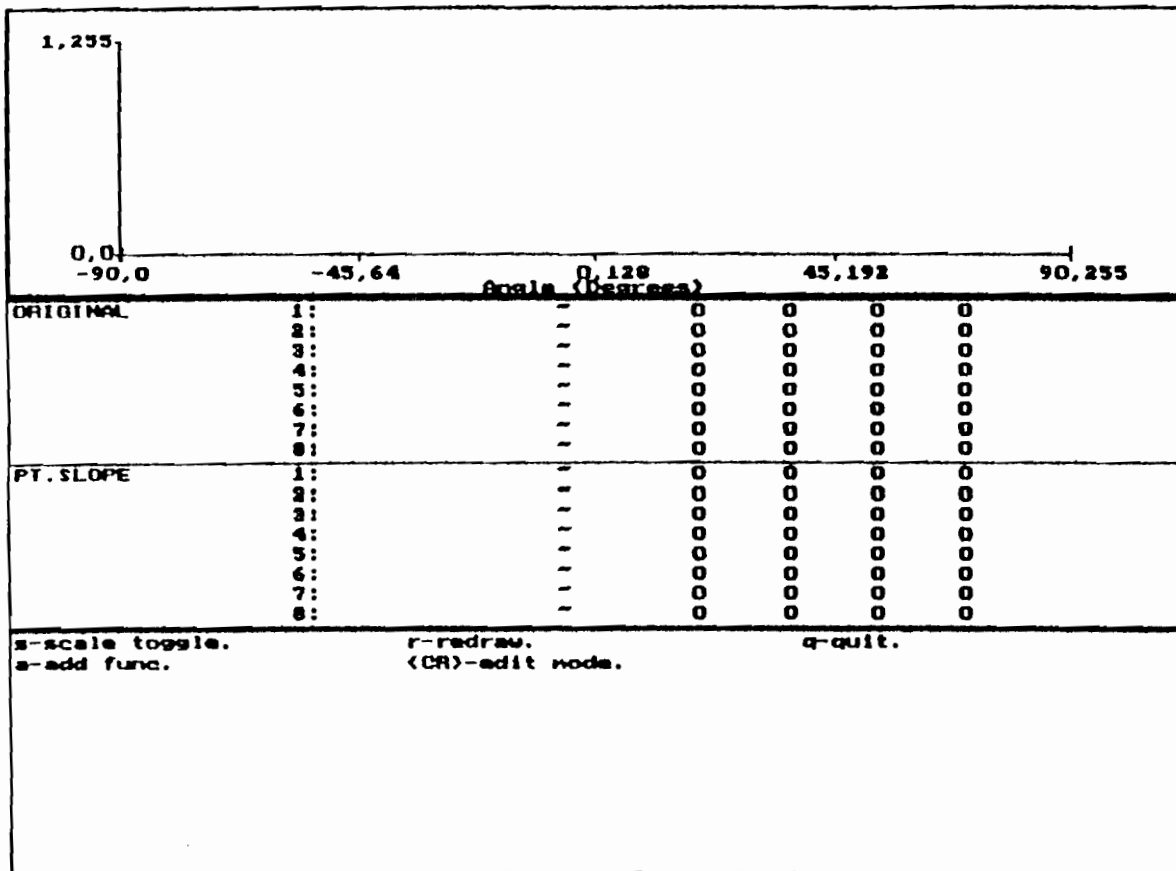 1,255
0,0
-90,0 -45,64 0,128 45,192 90,255
Angle (Degrees)
ORIGINAL 1: ~ 0 0 0 0
2: ~ 0 0 0 0
3: ~ 0 0 0 0
4: ~ 0 0 0 0
5: ~ 0 0 0 0
6: ~ 0 0 0 0
7: ~ 0 0 0 0
8: ~ 0 0 0 0
PT.SLOPE 1: ~ 0 0 0 0
2: ~ 0 0 0 0
3: ~ 0 0 0 0
4: ~ 0 0 0 0
5: ~ 0 0 0 0
6: ~ 0 0 0 0
7: ~ 0 0 0 0
8: ~ 0 0 0 0
s-scale toggle. r-redraw. q-quit.
a-add func. <CR>-edit mode.